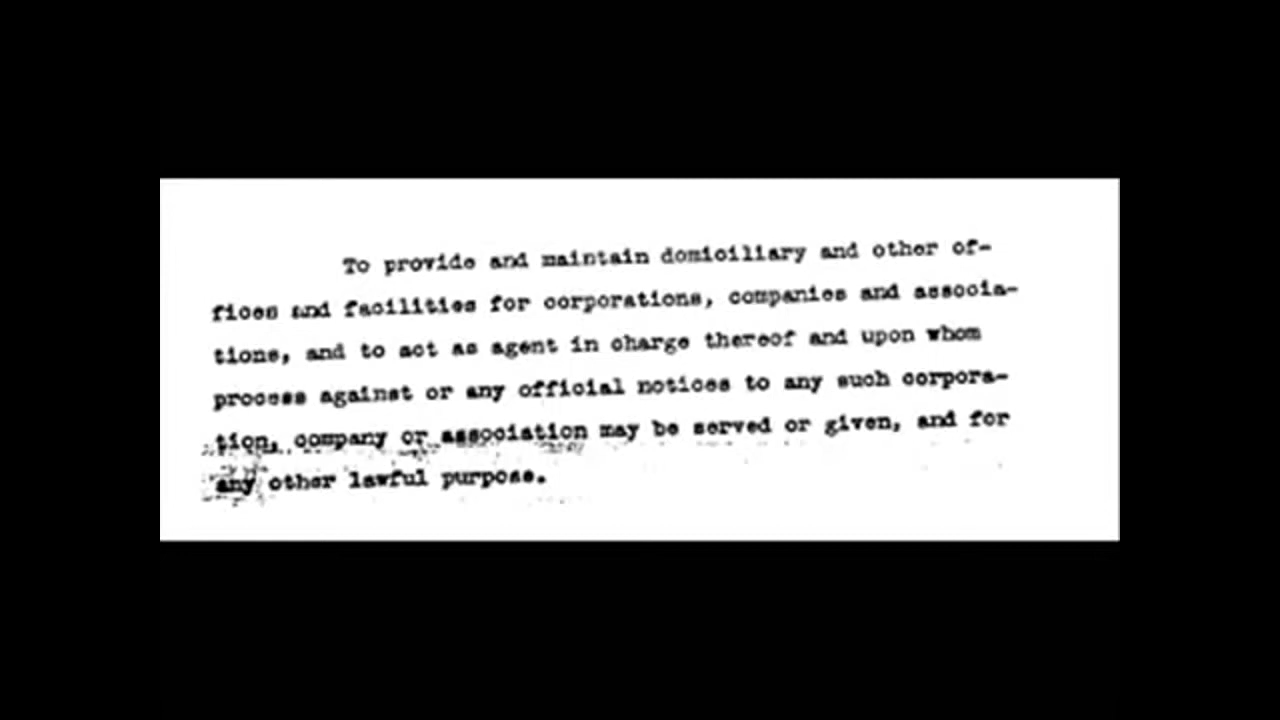 To provide and maintain domiciliary and other of-
fices and facilities for corporations, companies and associa-
tions, and to act as agent in charge thereof and upon whom
process against or any official notices to any such corpora-
tion, company or association may be served or given, and for
any other lawful purpose.